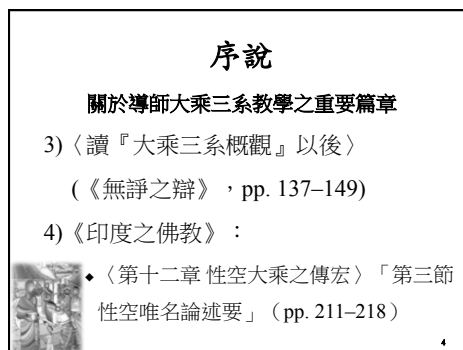 序說
關於導師大乘三系教學之重要篇章
3)〈讀『大乘三系概觀』以後〉
(《無諍之辯》，pp. 137–149)
4)《印度之佛教》：
◆〈第十二章 性空大乘之傳宏〉「第三節
性空唯名論述要」（pp. 211–218）
4